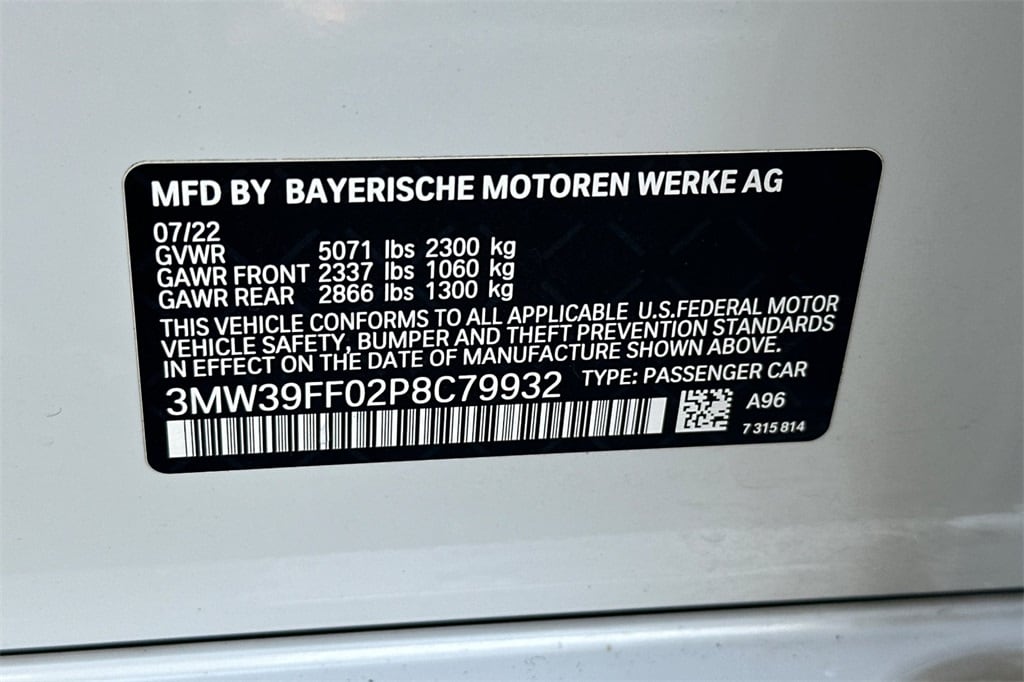 MFD BY BAYERISCHE MOTOREN WERKE AG
07/22
GVWR 5071 lbs 2300 kg
GAWR FRONT 2337 lbs 1060 kg
GAWR REAR 2866 lbs 1300 kg
THIS VEHICLE CONFORMS TO ALL APPLICABLE U.S.FEDERAL MOTOR
VEHICLE SAFETY, BUMPER AND THEFT PREVENTION STANDARDS
IN EFFECT ON THE DATE OF MANUFACTURE SHOWN ABOVE.
3MW39FF02P8C79932 TYPE: PASSENGER CAR
A96
7 315 814